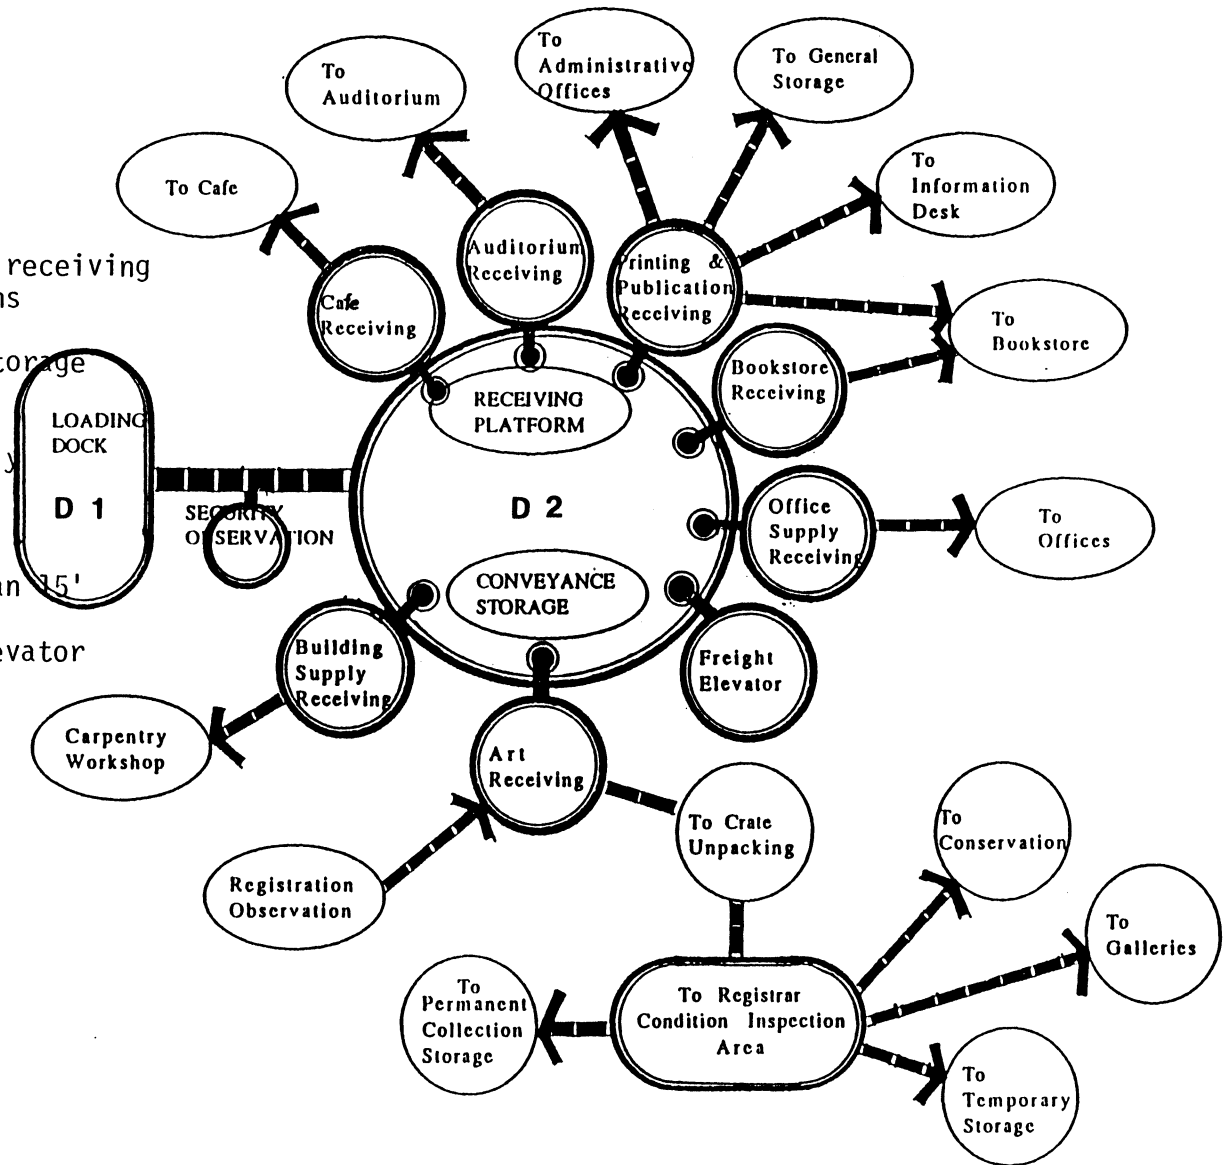 To
Auditorium
To
Administrative
Offices
To General
Storage
To Cafe
To
Information
Desk
receiving
Auditorium
Receiving
Printing &
Publication
Receiving
Cafe
Receiving
To
Bookstore
Bookstore
Receiving
RECEIVING
PLATFORM
LOADING
DOCK
D 1
SECURITY
OBSERVATION
D 2
Office
Supply
Receiving
To
Offices
CONVEYANCE
STORAGE
an 15'
Building
Supply
Receiving
Freight
Elevator
Carpentry
Workshop
Art
Receiving
To Crate
Unpacking
To
Conservation
Registration
Observation
To
Galleries
To
Permanent
Collection
Storage
To Registrar
Condition Inspection
Area
To
Temporary
Storage